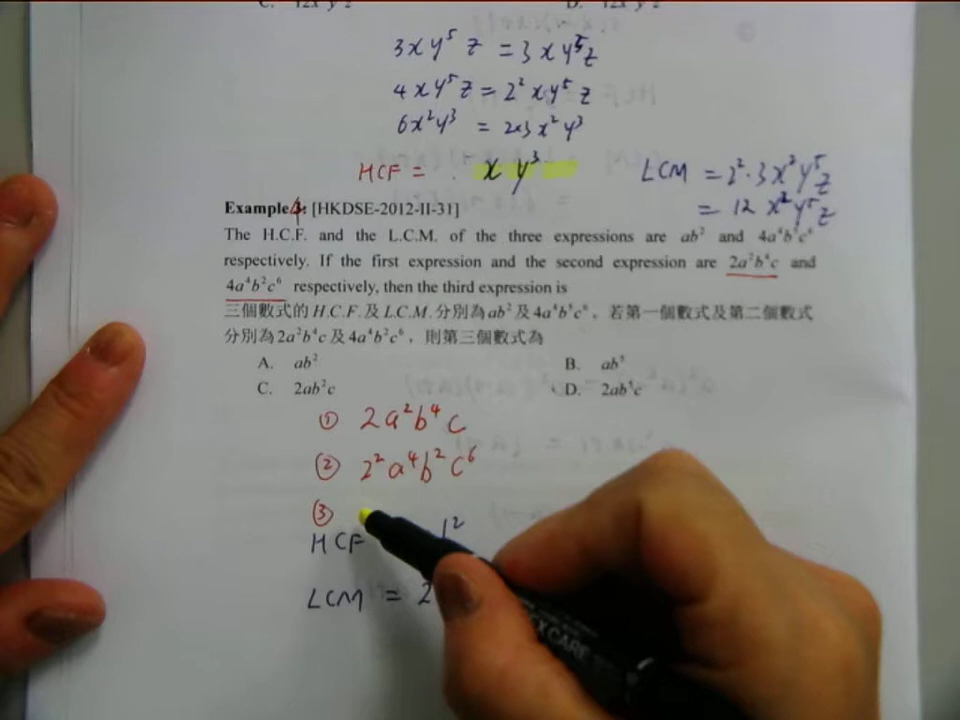 3xy⁵z = 3xy⁵z
4xy⁵z = 2²xy⁵z
6x²y³ = 2×3x²y³
HCF = xy³
LCM = 2²·3x²y⁵z
= 12x²y⁵z
Example 4: [HKDSE-2012-II-31]
The H.C.F. and the L.C.M. of the three expressions are ab² and 4a⁴b⁵c⁶
respectively. If the first expression and the second expression are 2a²b⁴c and
4a⁴b²c⁶ respectively, then the third expression is
三個數式的 H.C.F.及 L.C.M.分別為 ab² 及 4a⁴b⁵c⁶，若第一個數式及第二個數式
分別為 2a²b⁴c 及 4a⁴b²c⁶，則第三個數式為
A. ab² B. ab⁵
C. 2ab²c D. 2ab⁵c
① 2a²b⁴c
② 2²a⁴b²c⁶
③
HCF
LCM = 2